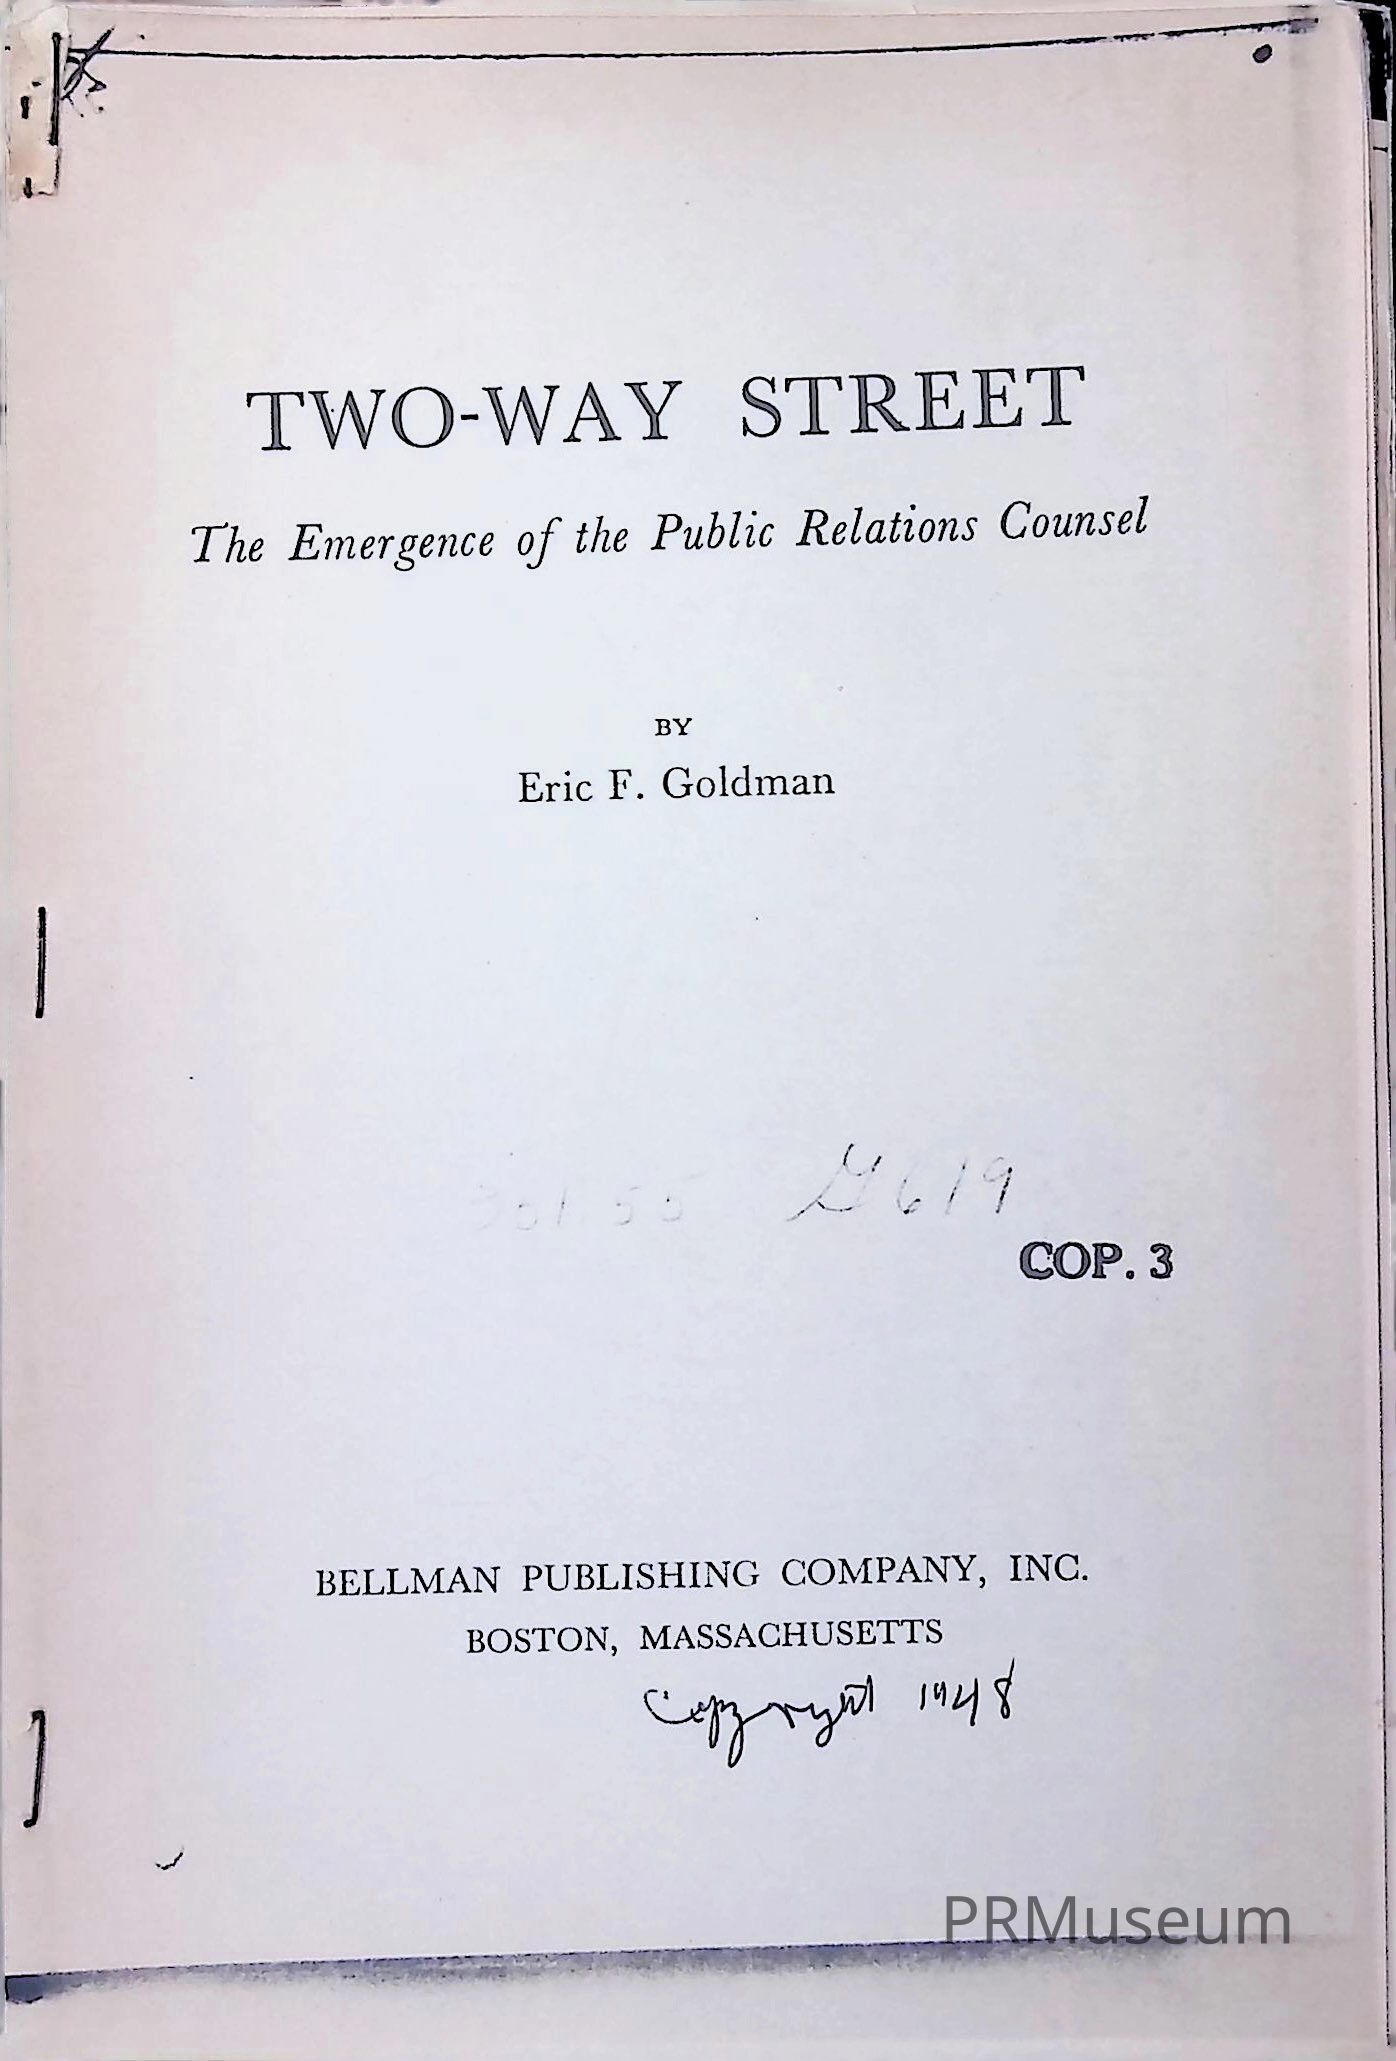 TWO-WAY STREET
The Emergence of the Public Relations Counsel
BY
Eric F. Goldman
301.55 G619
COP. 3
BELLMAN PUBLISHING COMPANY, INC.
BOSTON, MASSACHUSETTS
Copyright 1948
PRMuseum